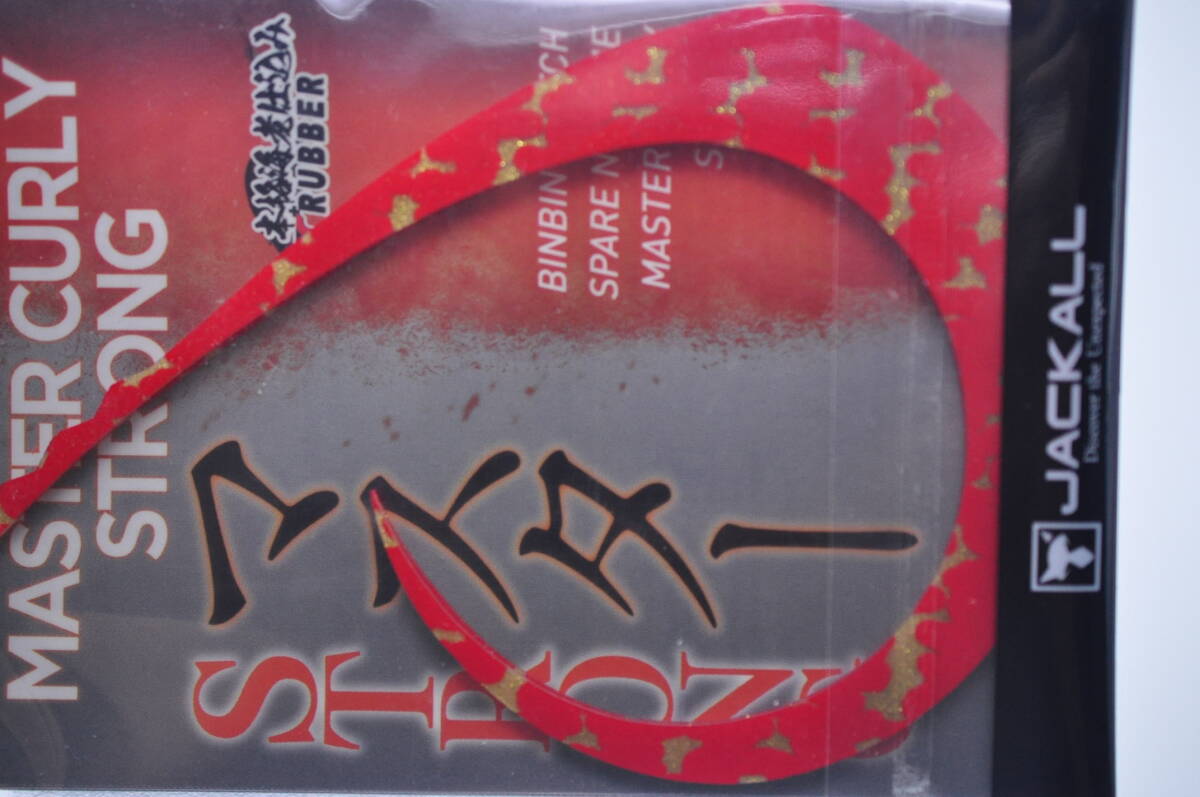 JACKALL
Discover the Unexpected
BINBIN
SPARE
MASTER
RUBBER
MASTER CURLY
STRONG
マスター
STRONG